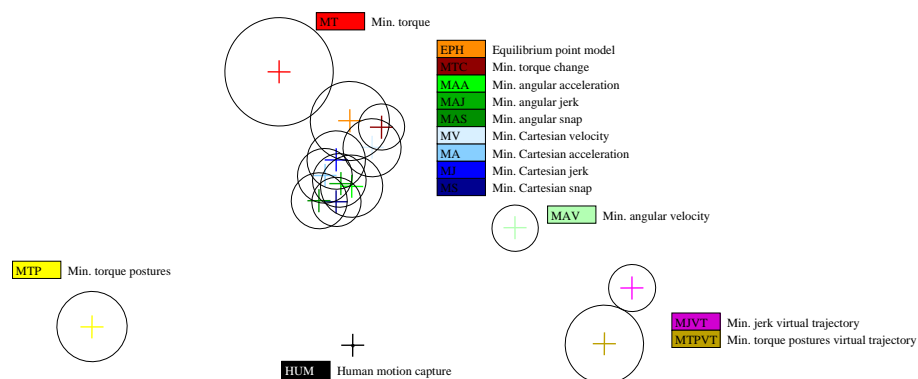 MT Min. torque
EPH Equilibrium point model
MTC Min. torque change
MAA Min. angular acceleration
MAJ Min. angular jerk
MAS Min. angular snap
MV Min. Cartesian velocity
MA Min. Cartesian acceleration
MJ Min. Cartesian jerk
MS Min. Cartesian snap
MAV Min. angular velocity
MTP Min. torque postures
MJVT Min. jerk virtual trajectory
MTPVT Min. torque postures virtual trajectory
HUM Human motion capture